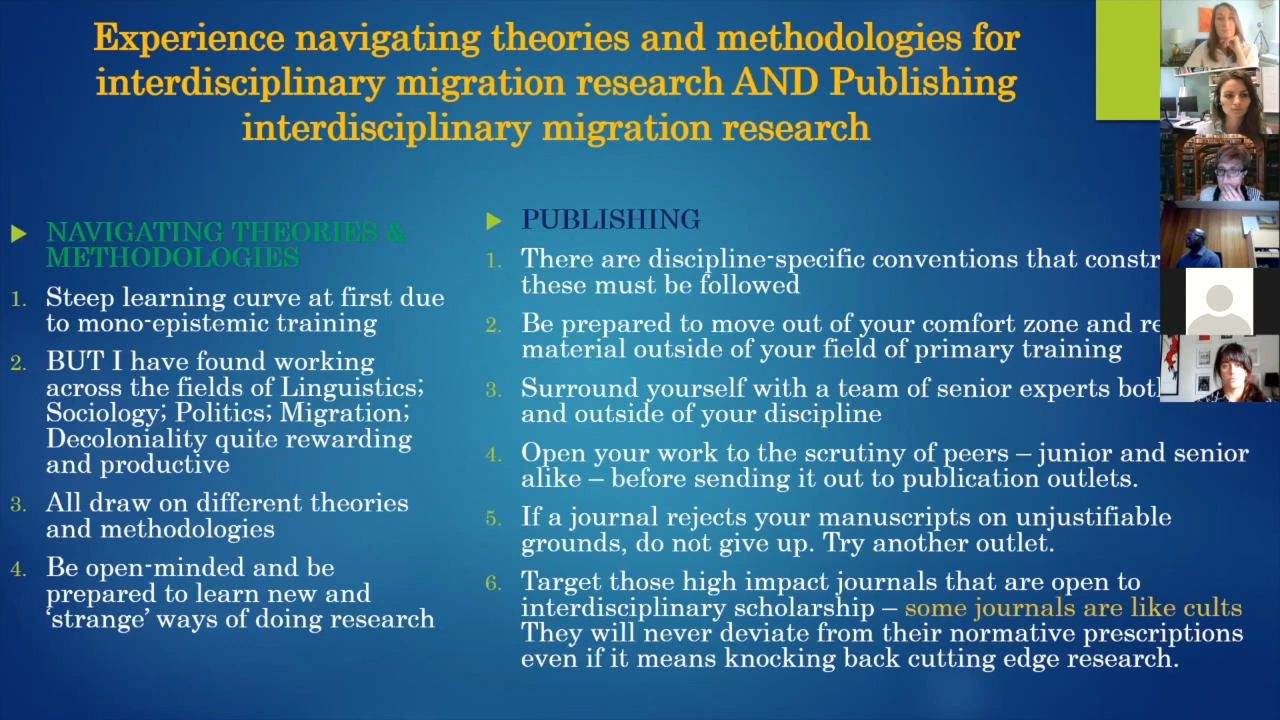 Experience navigating theories and methodologies for
interdisciplinary migration research AND Publishing
interdisciplinary migration research
NAVIGATING THEORIES &
METHODOLOGIES
1. Steep learning curve at first due
to mono-epistemic training
2. BUT I have found working
across the fields of Linguistics;
Sociology; Politics; Migration;
Decoloniality quite rewarding
and productive
3. All draw on different theories
and methodologies
4. Be open-minded and be
prepared to learn new and
‘strange’ ways of doing research
PUBLISHING
1. There are discipline-specific conventions that
these must be followed
2. Be prepared to move out of your comfort zone and
material outside of your field of primary training
3. Surround yourself with a team of senior experts
and outside of your discipline
4. Open your work to the scrutiny of peers – junior and senior
alike – before sending it out to publication outlets.
5. If a journal rejects your manuscripts on unjustifiable
grounds, do not give up. Try another outlet.
6. Target those high impact journals that are open to
interdisciplinary scholarship – some journals are like cults
They will never deviate from their normative prescriptions
even if it means knocking back cutting edge research.